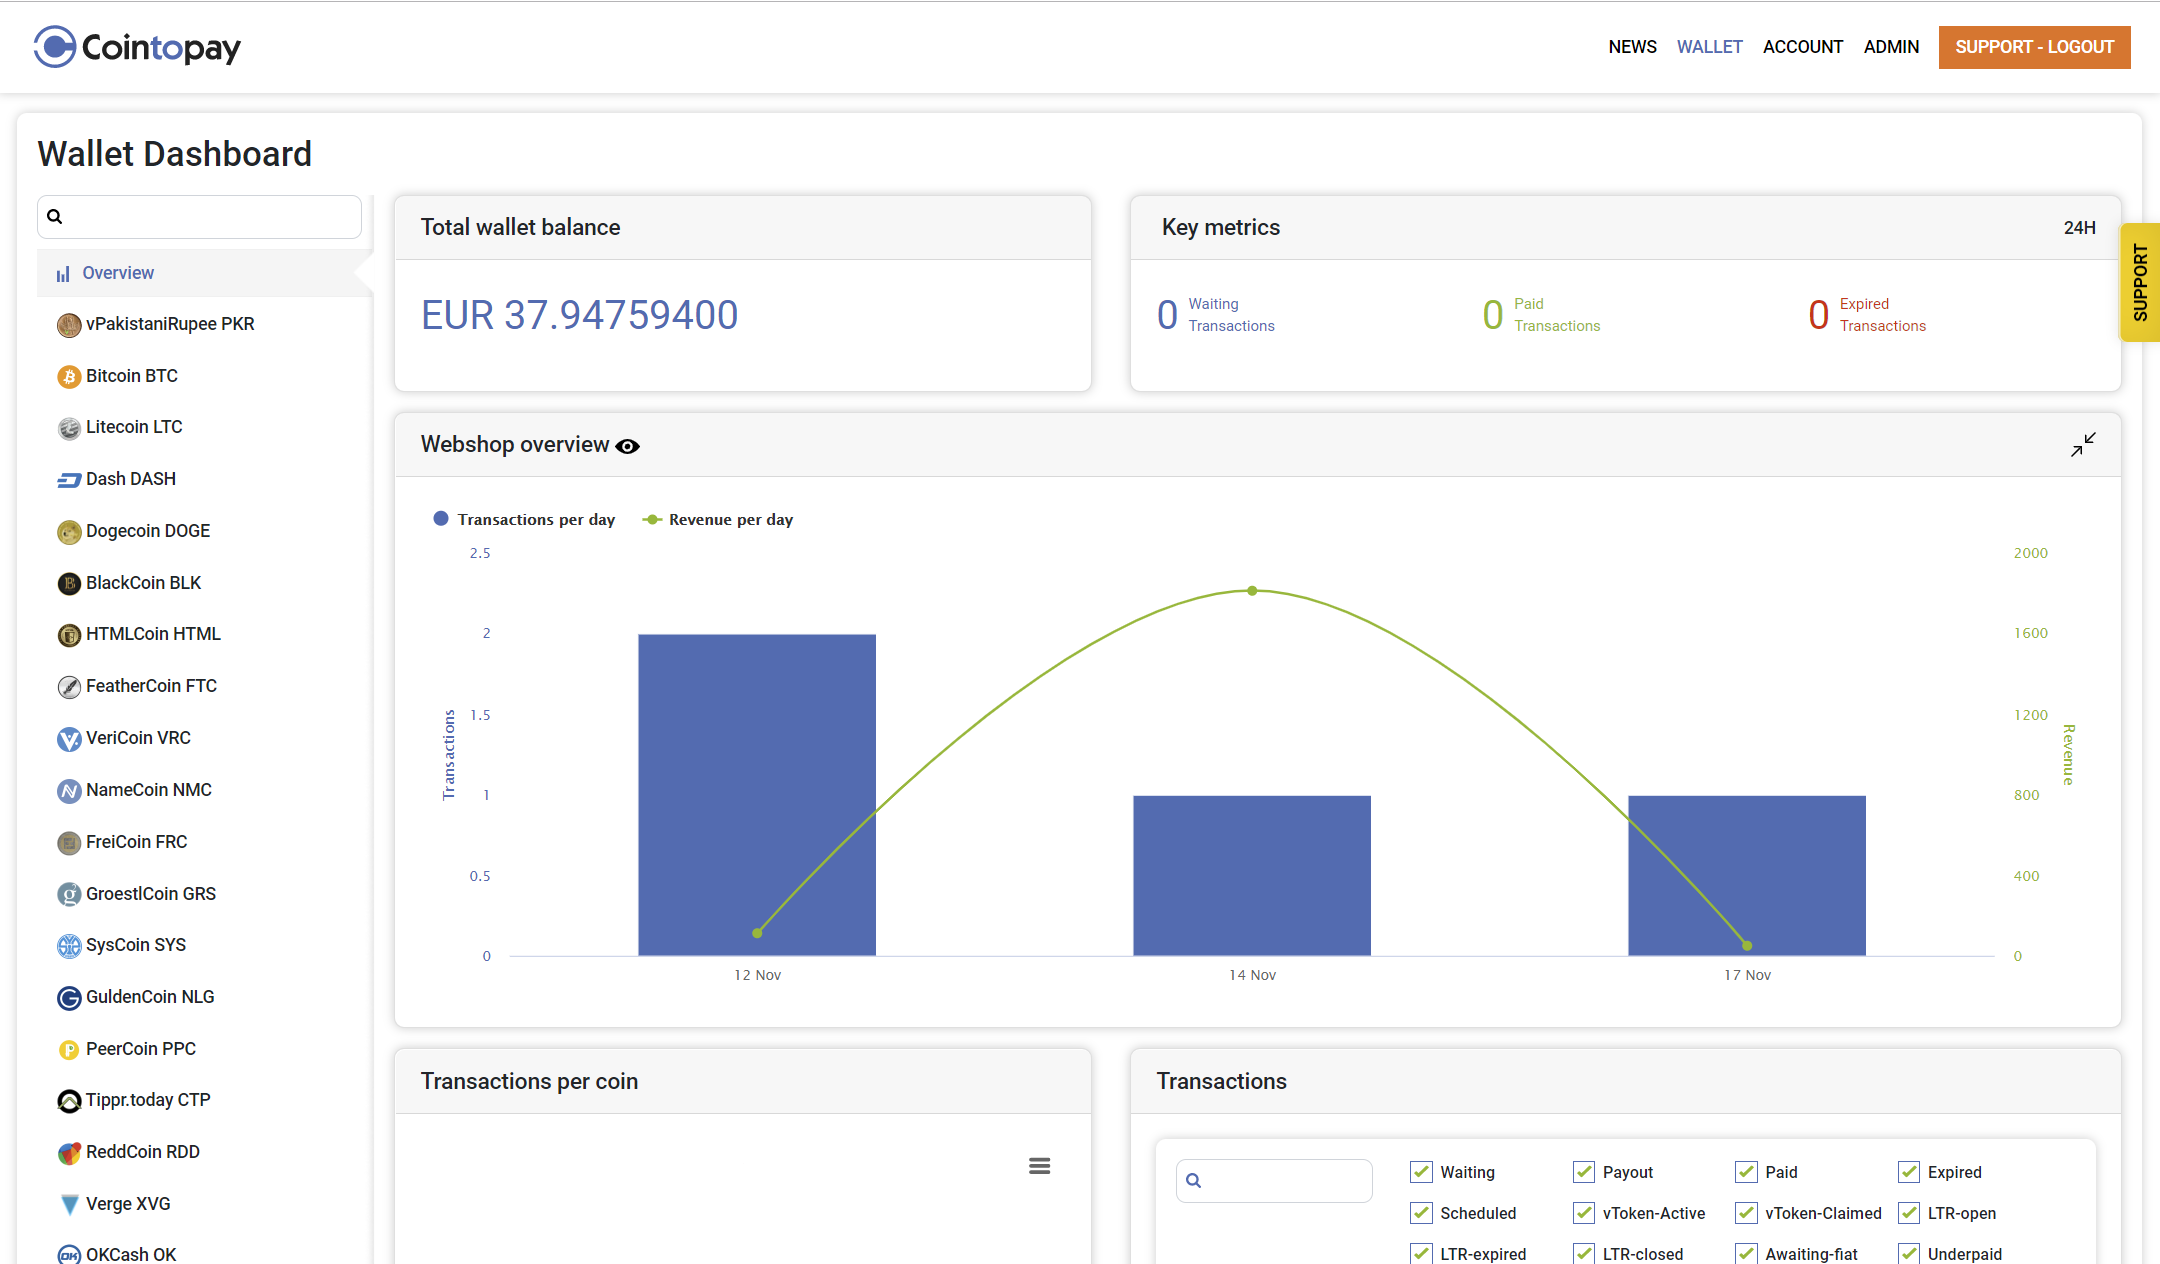 Cointopay
NEWS WALLET ACCOUNT ADMIN SUPPORT - LOGOUT
Wallet Dashboard
Overview
vPakistaniRupee PKR
Bitcoin BTC
Litecoin LTC
Dash DASH
Dogecoin DOGE
BlackCoin BLK
HTMLCoin HTML
FeatherCoin FTC
VeriCoin VRC
NameCoin NMC
FreiCoin FRC
GroestlCoin GRS
SysCoin SYS
GuldenCoin NLG
PeerCoin PPC
Tippr.today CTP
ReddCoin RDD
Verge XVG
OKCash OK
Total wallet balance
EUR 37.94759400
Key metrics 24H
0 Waiting Transactions
0 Paid Transactions
0 Expired Transactions
SUPPORT
Webshop overview
Transactions per day Revenue per day
2.5 2000
2 1600
1.5 1200
1 800
0.5 400
0 0
Transactions
Revenue
12 Nov 14 Nov 17 Nov
Transactions per coin
Transactions
Waiting Payout Paid Expired
Scheduled vToken-Active vToken-Claimed LTR-open
LTR-expired LTR-closed Awaiting-fiat Underpaid